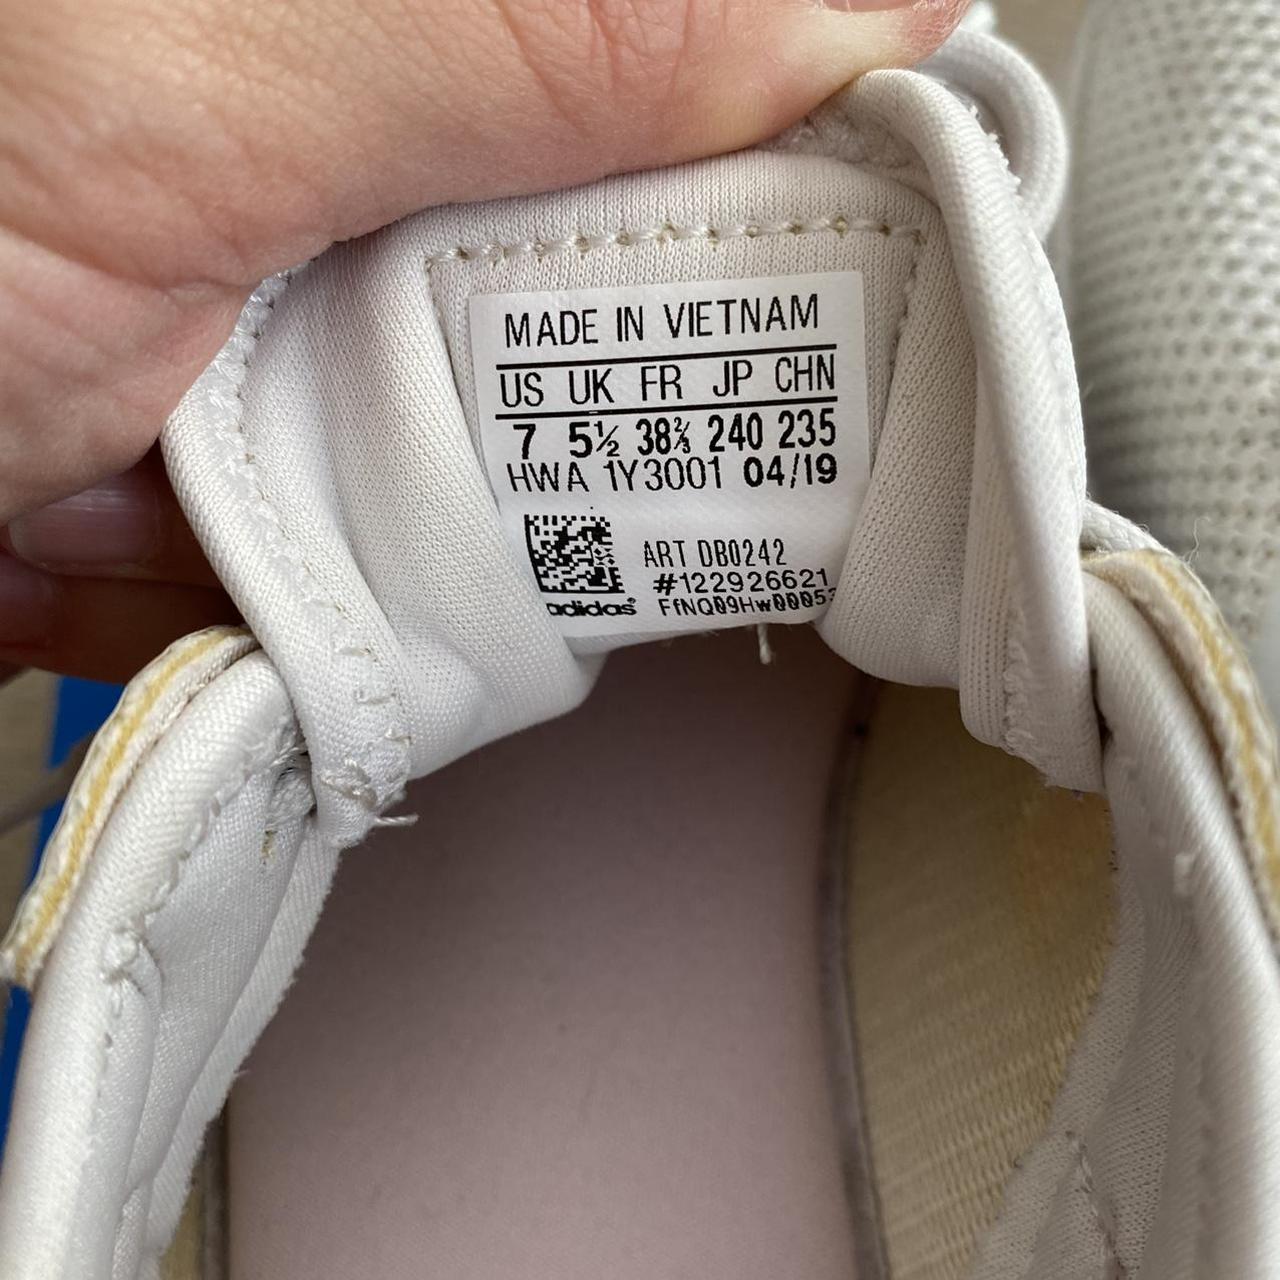 MADE IN VIETNAM
US UK FR JP CHN
7 5½ 38⅔ 240 235
HWA 1Y3001 04/19
ART DB0242
#122926621
adidas®